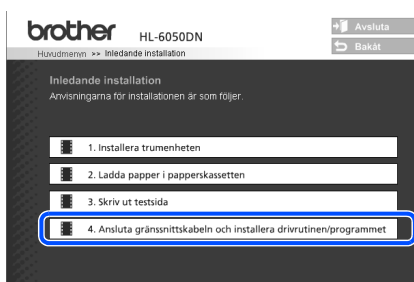 brother HL-6050DN
Avsluta
Huvudmenyn >> Inledande installation
Bakåt
Inledande installation
Anvisningarna för installationen är som följer.
1. Installera trumenheten
2. Ladda papper i papperskassetten
3. Skriv ut testsida
4. Ansluta gränssnittskabeln och installera drivrutinen/programmet